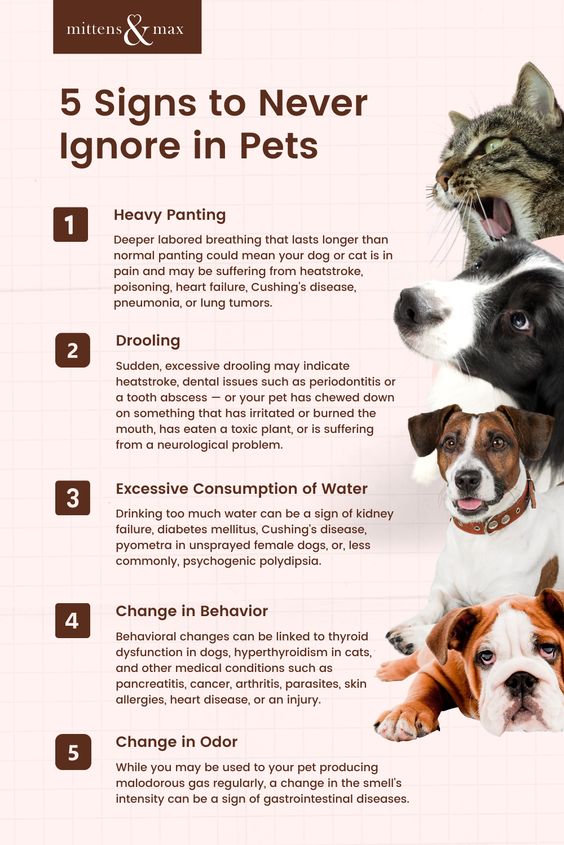 mittens & max
5 Signs to Never
Ignore in Pets
1
Heavy Panting
Deeper labored breathing that lasts longer than
normal panting could mean your dog or cat is in
pain and may be suffering from heatstroke,
poisoning, heart failure, Cushing's disease,
pneumonia, or lung tumors.
2
Drooling
Sudden, excessive drooling may indicate
heatstroke, dental issues such as periodontitis or
a tooth abscess — or your pet has chewed down
on something that has irritated or burned the
mouth, has eaten a toxic plant, or is suffering
from a neurological problem.
3
Excessive Consumption of Water
Drinking too much water can be a sign of kidney
failure, diabetes mellitus, Cushing's disease,
pyometra in unsprayed female dogs, or, less
commonly, psychogenic polydipsia.
4
Change in Behavior
Behavioral changes can be linked to thyroid
dysfunction in dogs, hyperthyroidism in cats,
and other medical conditions such as
pancreatitis, cancer, arthritis, parasites, skin
allergies, heart disease, or an injury.
5
Change in Odor
While you may be used to your pet producing
malodorous gas regularly, a change in the smell's
intensity can be a sign of gastrointestinal diseases.